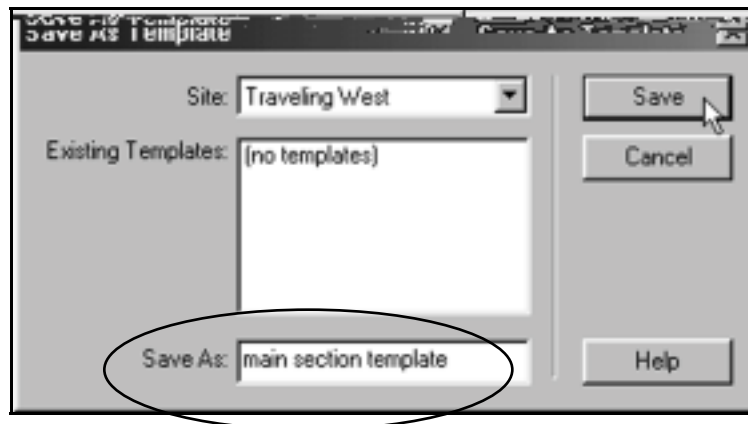 Save As Template
Site: Traveling West
Save
Existing Templates: (no templates)
Cancel
Save As: main section template
Help